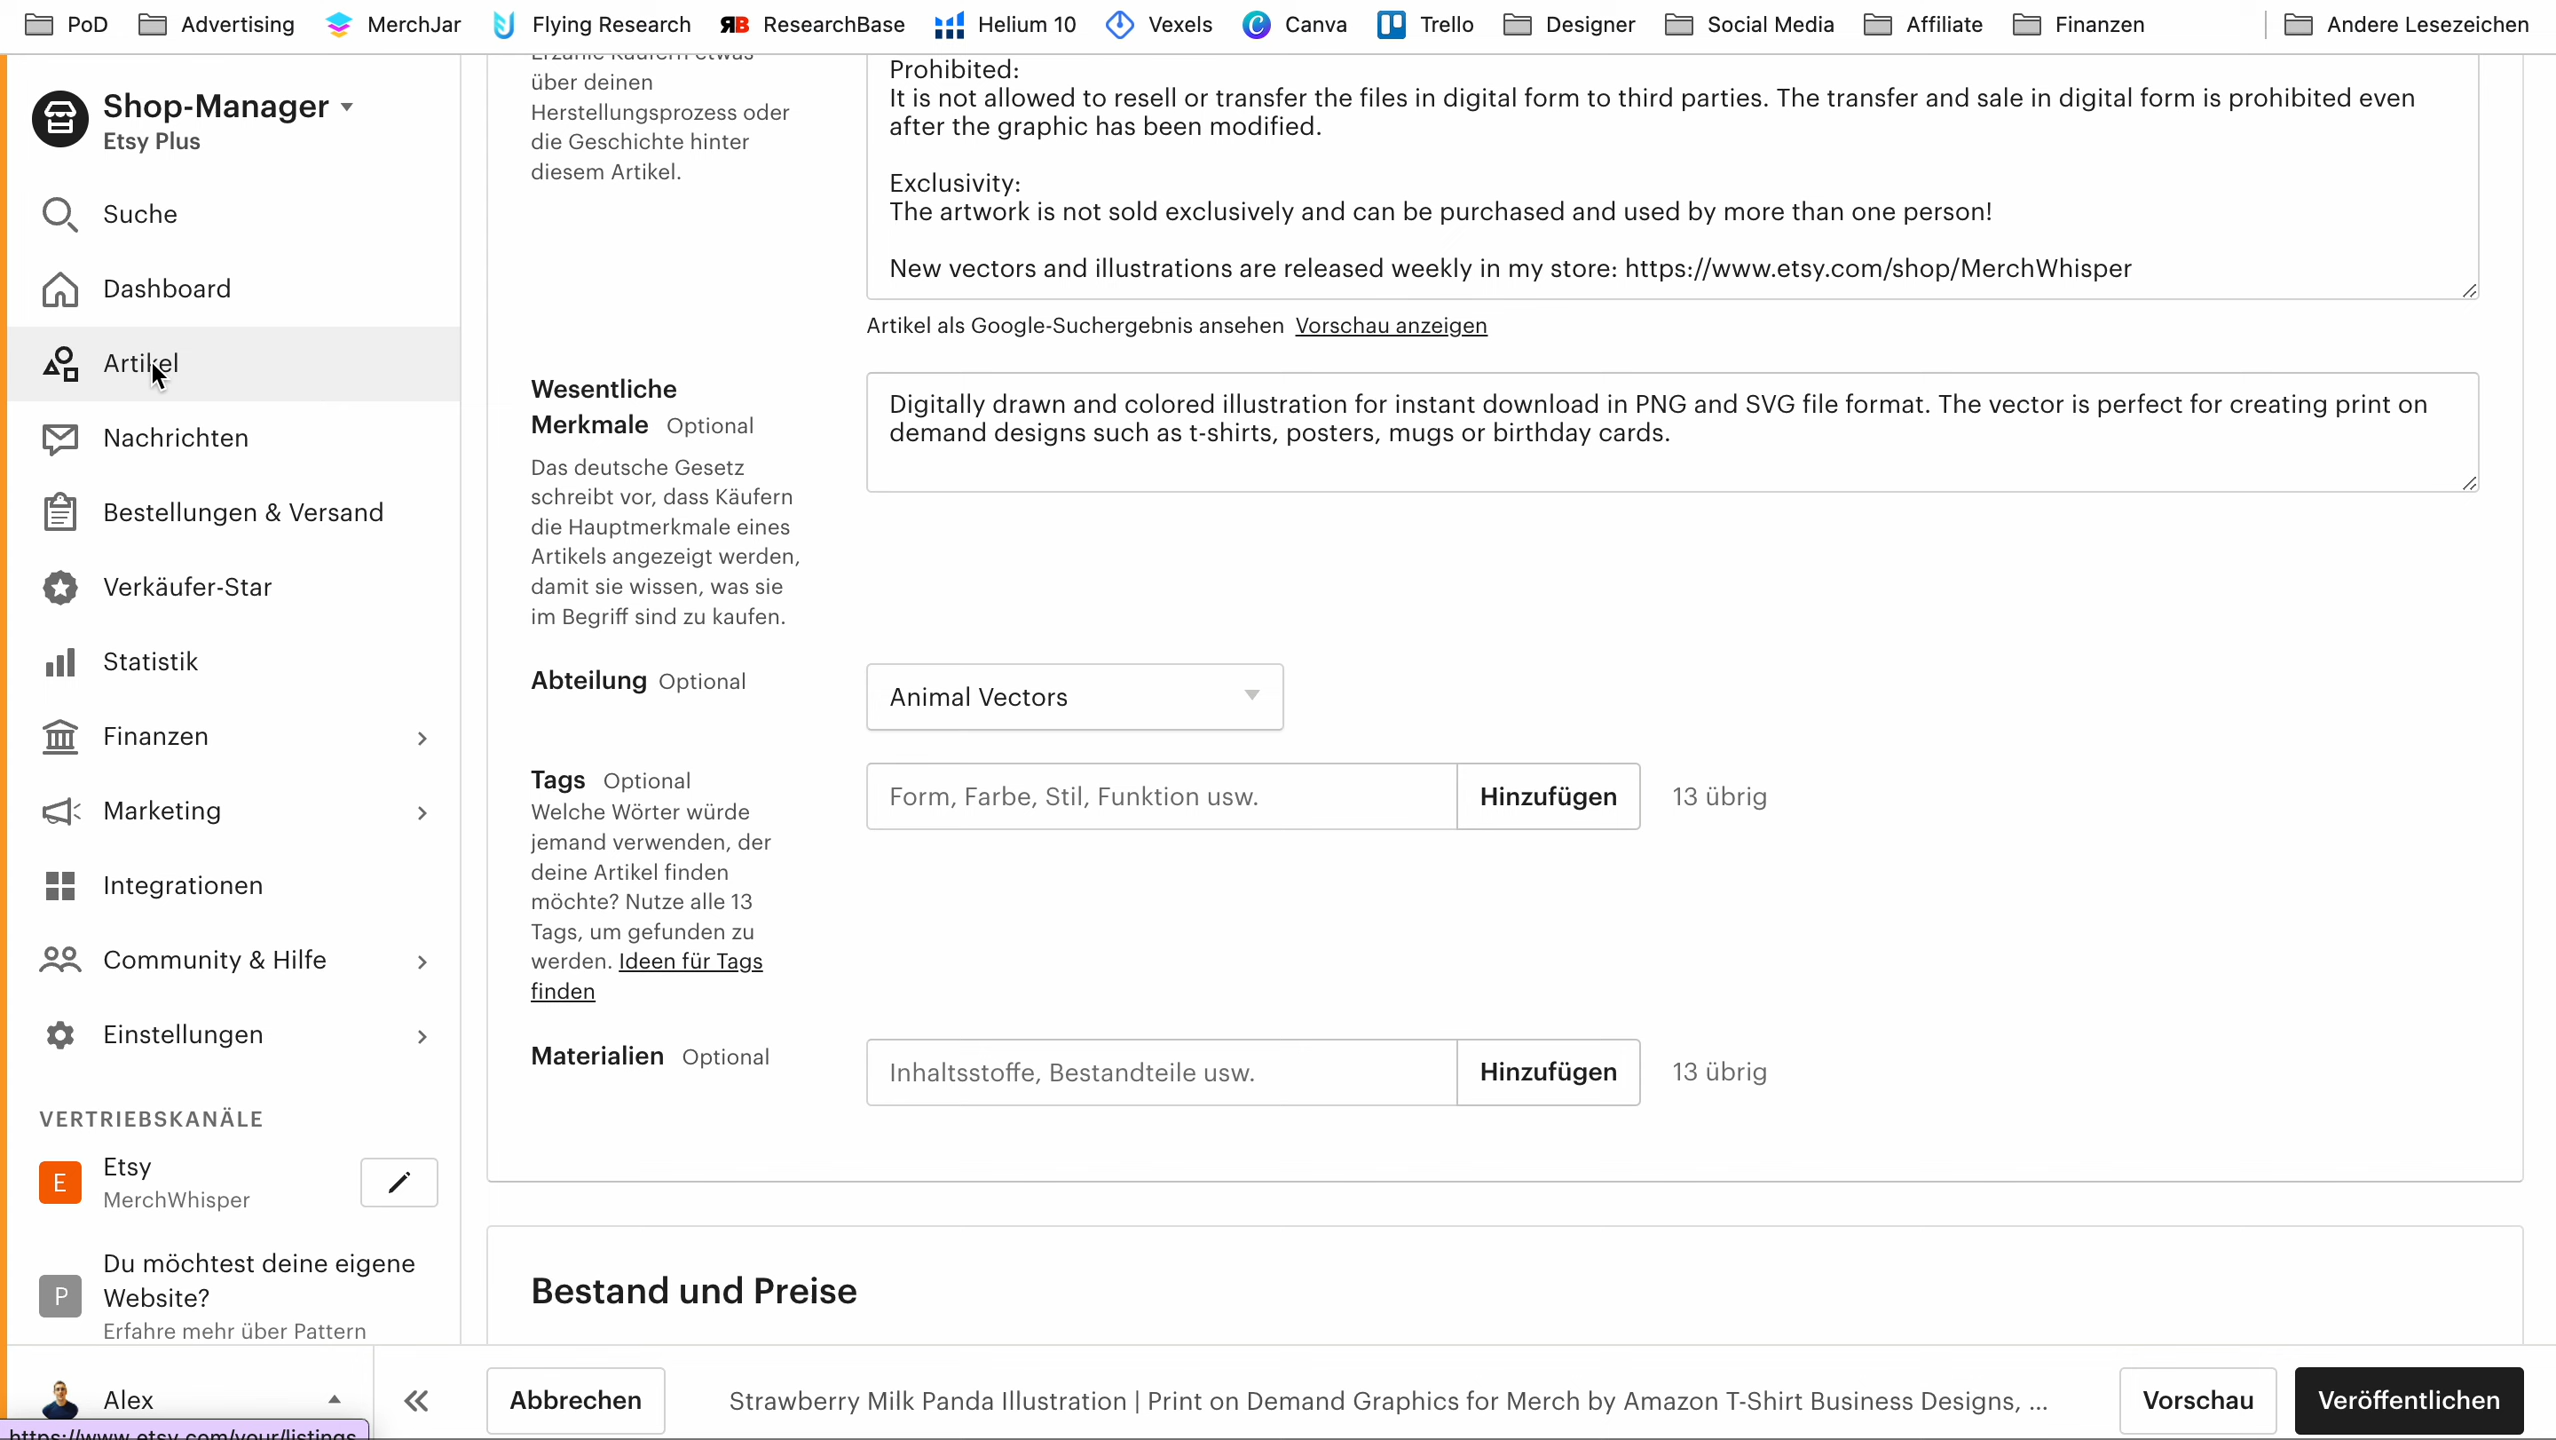 PoD Advertising MerchJar Flying Research ResearchBase Helium 10 Vexels Canva Trello Designer Social Media Affiliate Finanzen Andere Lesezeichen
Shop-Manager
Etsy Plus
Suche
Dashboard
Artikel
Nachrichten
Bestellungen & Versand
Verkäufer-Star
Statistik
Finanzen
Marketing
Integrationen
Community & Hilfe
Einstellungen
VERTRIEBSKANÄLE
E
Etsy
MerchWhisper
P
Du möchtest deine eigene
Website?
Erfahre mehr über Pattern
Alex
https://www.etsy.com/your/listings
Erzähle Käufern etwas
über deinen
Herstellungsprozess oder
die Geschichte hinter
diesem Artikel.
Prohibited:
It is not allowed to resell or transfer the files in digital form to third parties. The transfer and sale in digital form is prohibited even
after the graphic has been modified.
Exclusivity:
The artwork is not sold exclusively and can be purchased and used by more than one person!
New vectors and illustrations are released weekly in my store: https://www.etsy.com/shop/MerchWhisper
Artikel als Google-Suchergebnis ansehen Vorschau anzeigen
Wesentliche
Merkmale Optional
Das deutsche Gesetz
schreibt vor, dass Käufern
die Hauptmerkmale eines
Artikels angezeigt werden,
damit sie wissen, was sie
im Begriff sind zu kaufen.
Digitally drawn and colored illustration for instant download in PNG and SVG file format. The vector is perfect for creating print on
demand designs such as t-shirts, posters, mugs or birthday cards.
Abteilung Optional
Animal Vectors
Tags Optional
Welche Wörter würde
jemand verwenden, der
deine Artikel finden
möchte? Nutze alle 13
Tags, um gefunden zu
werden. Ideen für Tags
finden
Form, Farbe, Stil, Funktion usw. Hinzufügen 13 übrig
Materialien Optional
Inhaltsstoffe, Bestandteile usw. Hinzufügen 13 übrig
Bestand und Preise
Abbrechen Strawberry Milk Panda Illustration | Print on Demand Graphics for Merch by Amazon T-Shirt Business Designs, ... Vorschau Veröffentlichen